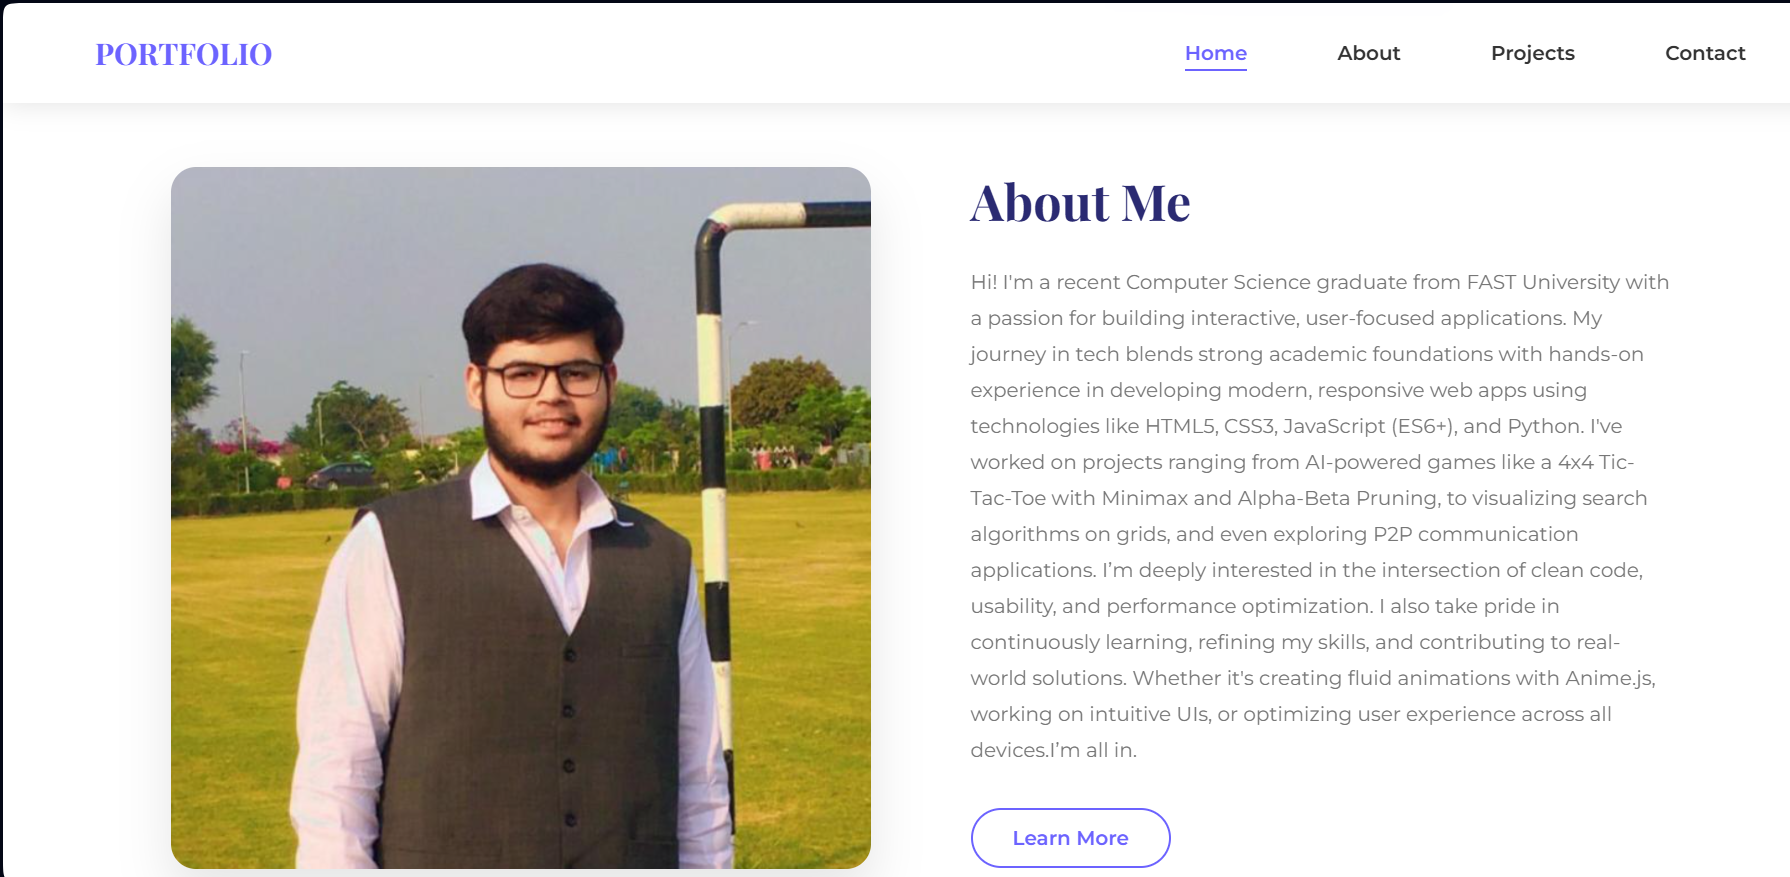 PORTFOLIO
Home
About
Projects
Contact
About Me
Hi! I'm a recent Computer Science graduate from FAST University with
a passion for building interactive, user-focused applications. My
journey in tech blends strong academic foundations with hands-on
experience in developing modern, responsive web apps using
technologies like HTML5, CSS3, JavaScript (ES6+), and Python. I've
worked on projects ranging from AI-powered games like a 4x4 Tic-
Tac-Toe with Minimax and Alpha-Beta Pruning, to visualizing search
algorithms on grids, and even exploring P2P communication
applications. I’m deeply interested in the intersection of clean code,
usability, and performance optimization. I also take pride in
continuously learning, refining my skills, and contributing to real-
world solutions. Whether it's creating fluid animations with Anime.js,
working on intuitive UIs, or optimizing user experience across all
devices.I’m all in.
Learn More